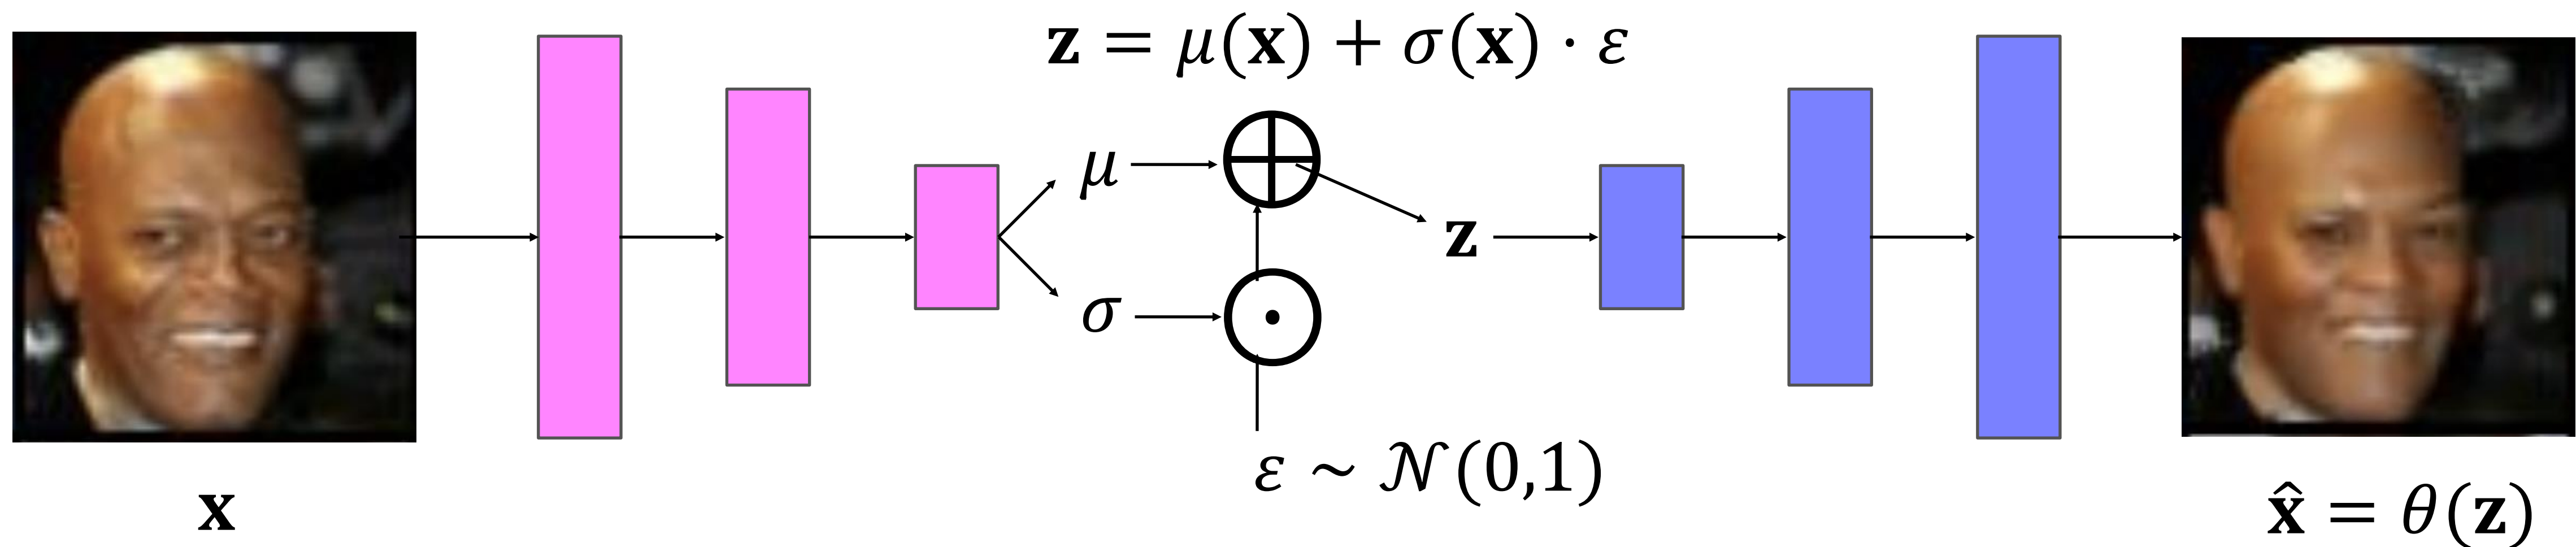 𝐳 = 𝜇(𝐱) + 𝜎(𝐱) · 𝜀
𝜇
𝜎
𝐳
𝜀 ~ 𝒩(0,1)
𝐱
𝐱̂ = 𝜃(𝐳)